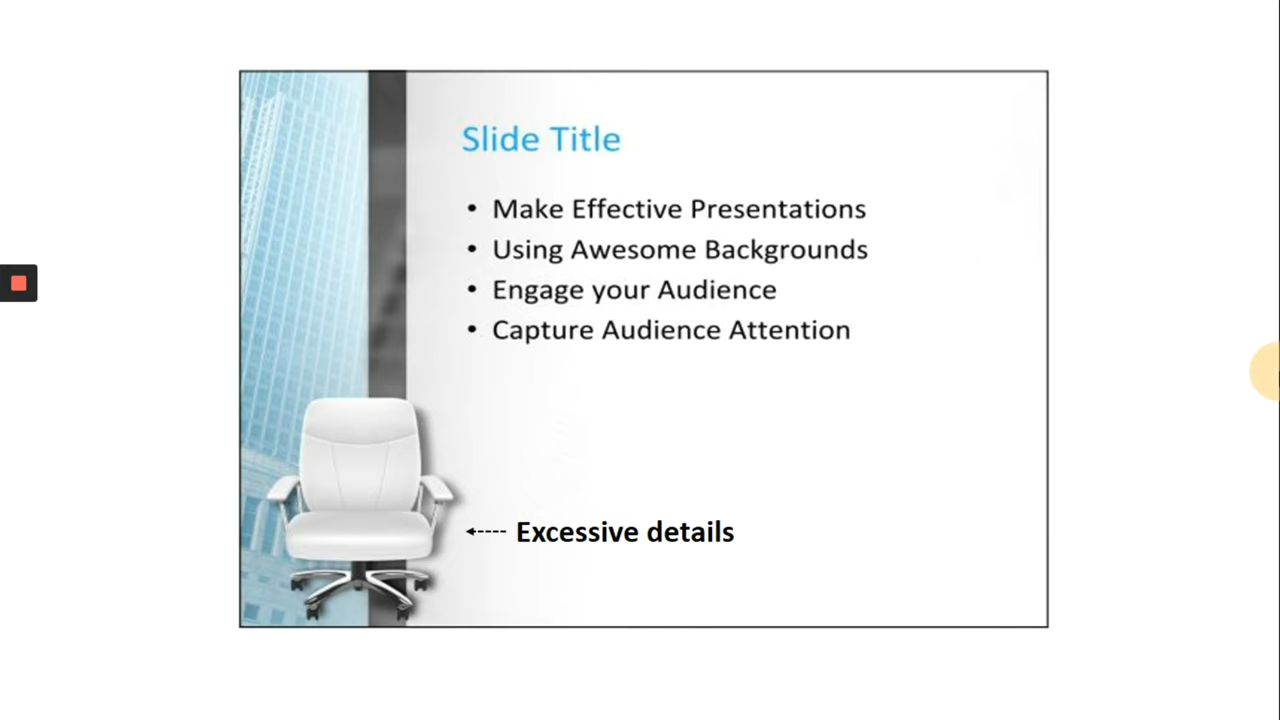 Slide Title
• Make Effective Presentations
• Using Awesome Backgrounds
• Engage your Audience
• Capture Audience Attention
Excessive details